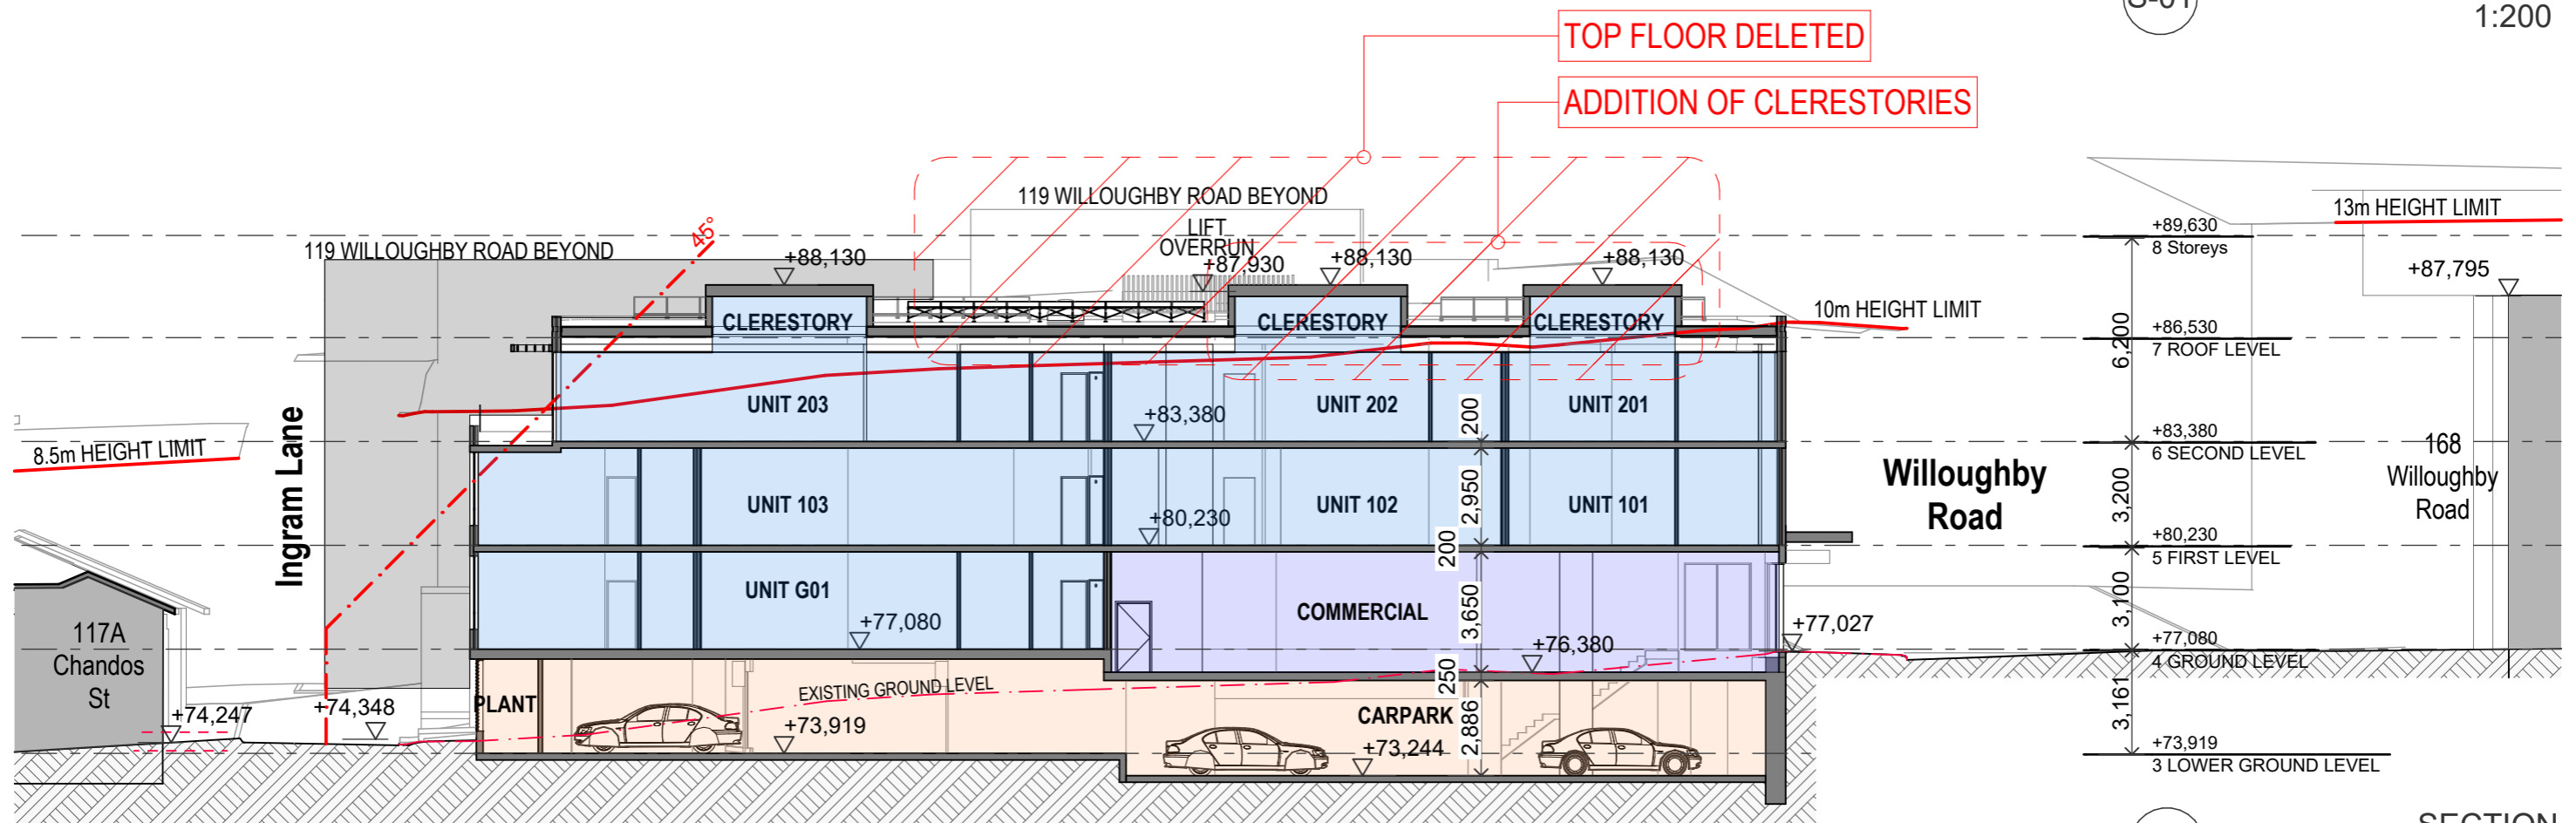 S-01
1:200
TOP FLOOR DELETED
ADDITION OF CLERESTORIES
119 WILLOUGHBY ROAD BEYOND
13m HEIGHT LIMIT
LIFT
OVERRUN
45°
+89,630
8 Storeys
119 WILLOUGHBY ROAD BEYOND
+88,130
+87,930
+88,130
+88,130
+87,795
10m HEIGHT LIMIT
CLERESTORY
CLERESTORY
CLERESTORY
+86,530
7 ROOF LEVEL
6,200
UNIT 203
UNIT 202
UNIT 201
+83,380
200
+83,380
6 SECOND LEVEL
8.5m HEIGHT LIMIT
Ingram Lane
Willoughby
Road
168
Willoughby
Road
UNIT 103
UNIT 102
UNIT 101
2,950
3,200
+80,230
200
+80,230
5 FIRST LEVEL
UNIT G01
COMMERCIAL
3,650
3,100
+77,080
+77,027
+76,380
+77,080
4 GROUND LEVEL
117A
Chandos
St
EXISTING GROUND LEVEL
250
PLANT
+74,247
+74,348
+73,919
CARPARK
2,886
+73,244
3,161
+73,919
3 LOWER GROUND LEVEL
SECTION